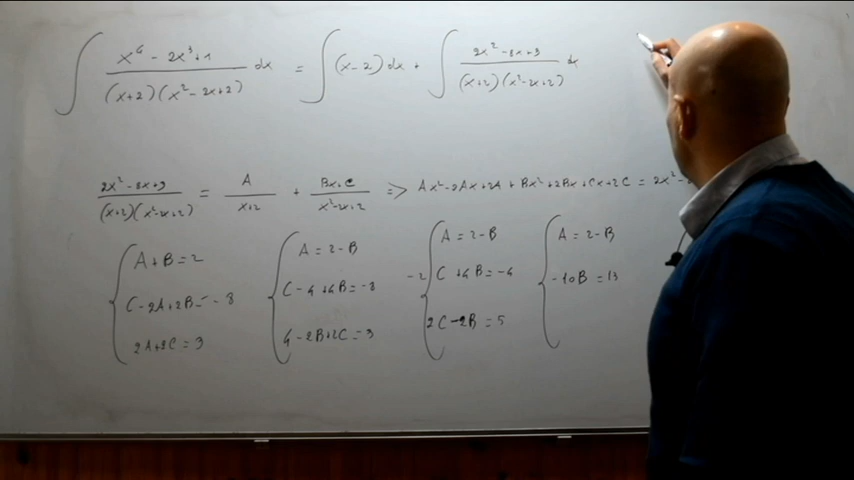 ∫ (x⁴ - 2x³ + 1) / ((x+2)(x² - 2x + 2)) dx = ∫ (x - 2) dx + ∫ (2x² - 8x + 9) / ((x+2)(x² - 2x + 2)) dx
(2x² - 8x + 9) / ((x+2)(x² - 2x + 2)) = A / (x+2) + (Bx + C) / (x² - 2x + 2) => Ax² - 2Ax + 2A + Bx² + 2Bx + Cx + 2C = 2x² -
A + B = 2
C - 2A + 2B = - 8
2A + 2C = 3
A = 2 - B
C - 4 + 4B = - 8
4 - 2B + 2C = 9
A = 2 - B
-2 C + 4B = - 4
2C - 2B = 5
A = 2 - B
- 10B = 13